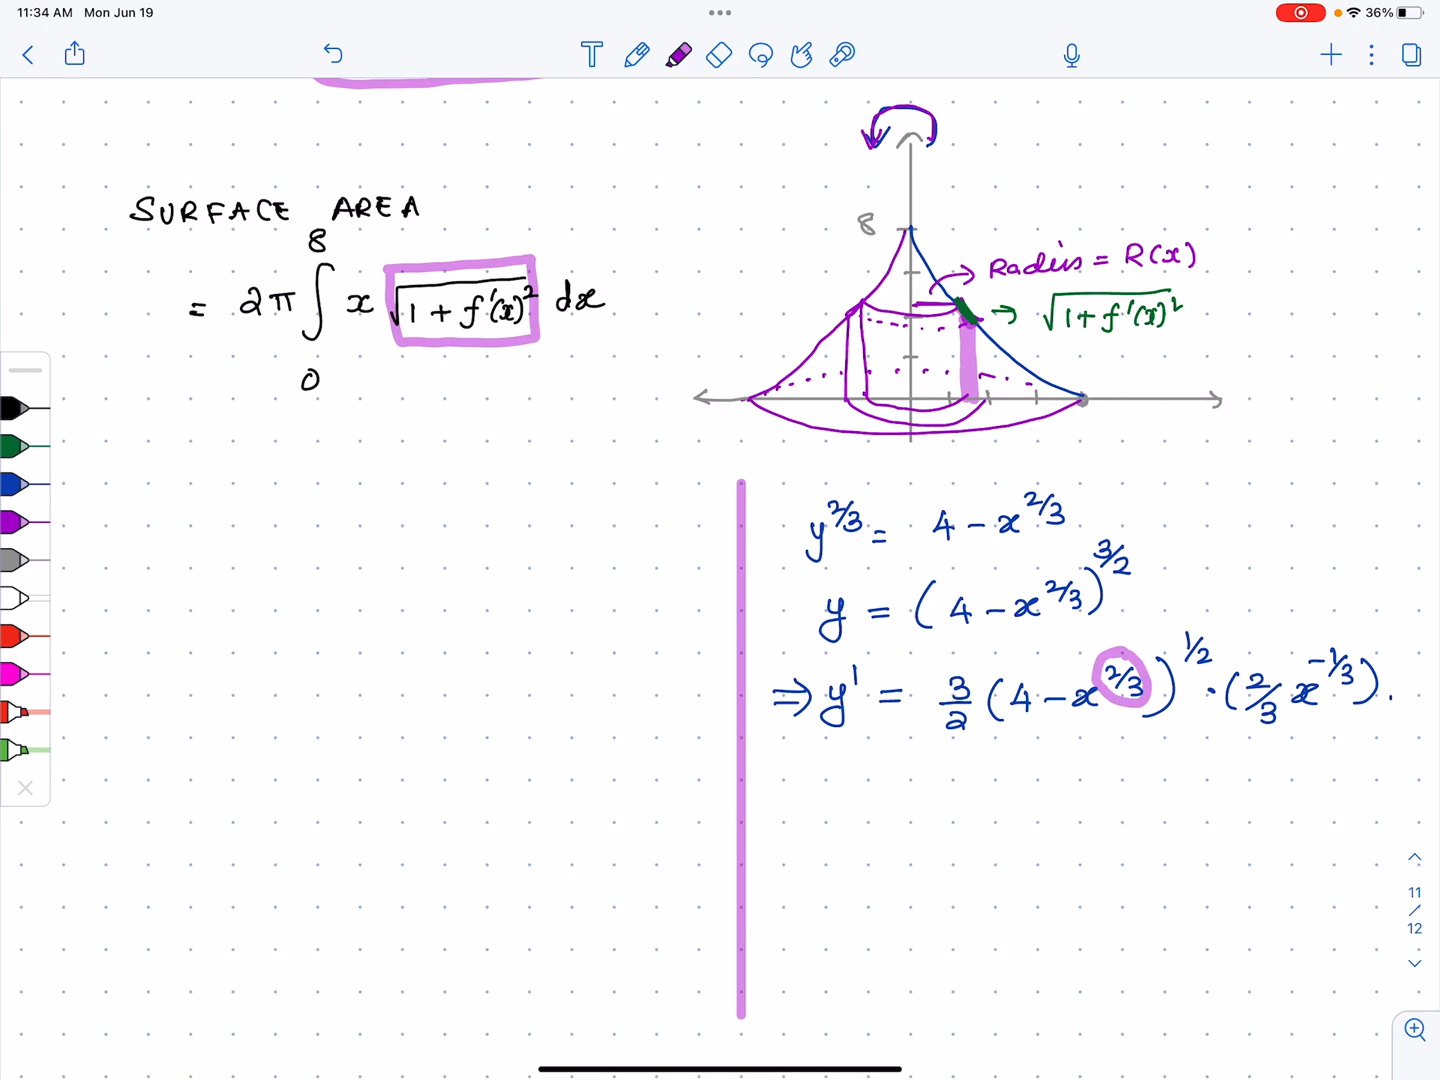 11:34 AM Mon Jun 19
36%
T
SURFACE AREA
= 2π ∫₀⁸ x √(1 + f'(x)²) dx
8
Radius = R(x)
→ √(1 + f'(x)²)
y^(2/3) = 4 - x^(2/3)
y = (4 - x^(2/3))^(3/2)
⇒ y' = 3/2 (4 - x^(2/3))^(1/2) · (2/3 x^(-1/3)).
11
/
12